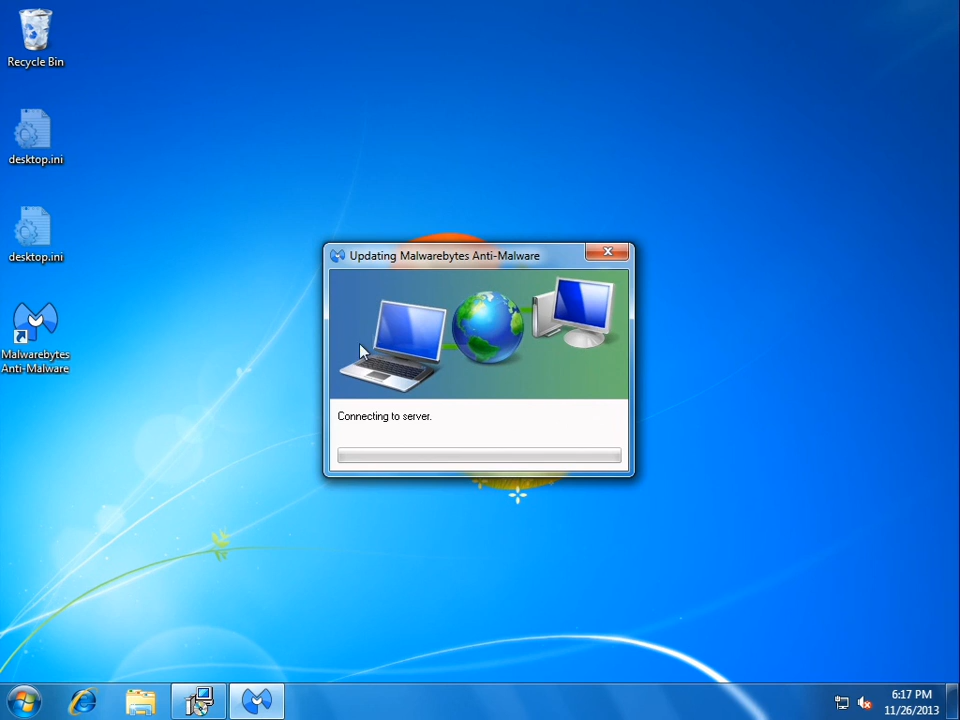 Recycle Bin
desktop.ini
desktop.ini
Malwarebytes
Anti-Malware
Updating Malwarebytes Anti-Malware
Connecting to server.
6:17 PM
11/26/2013